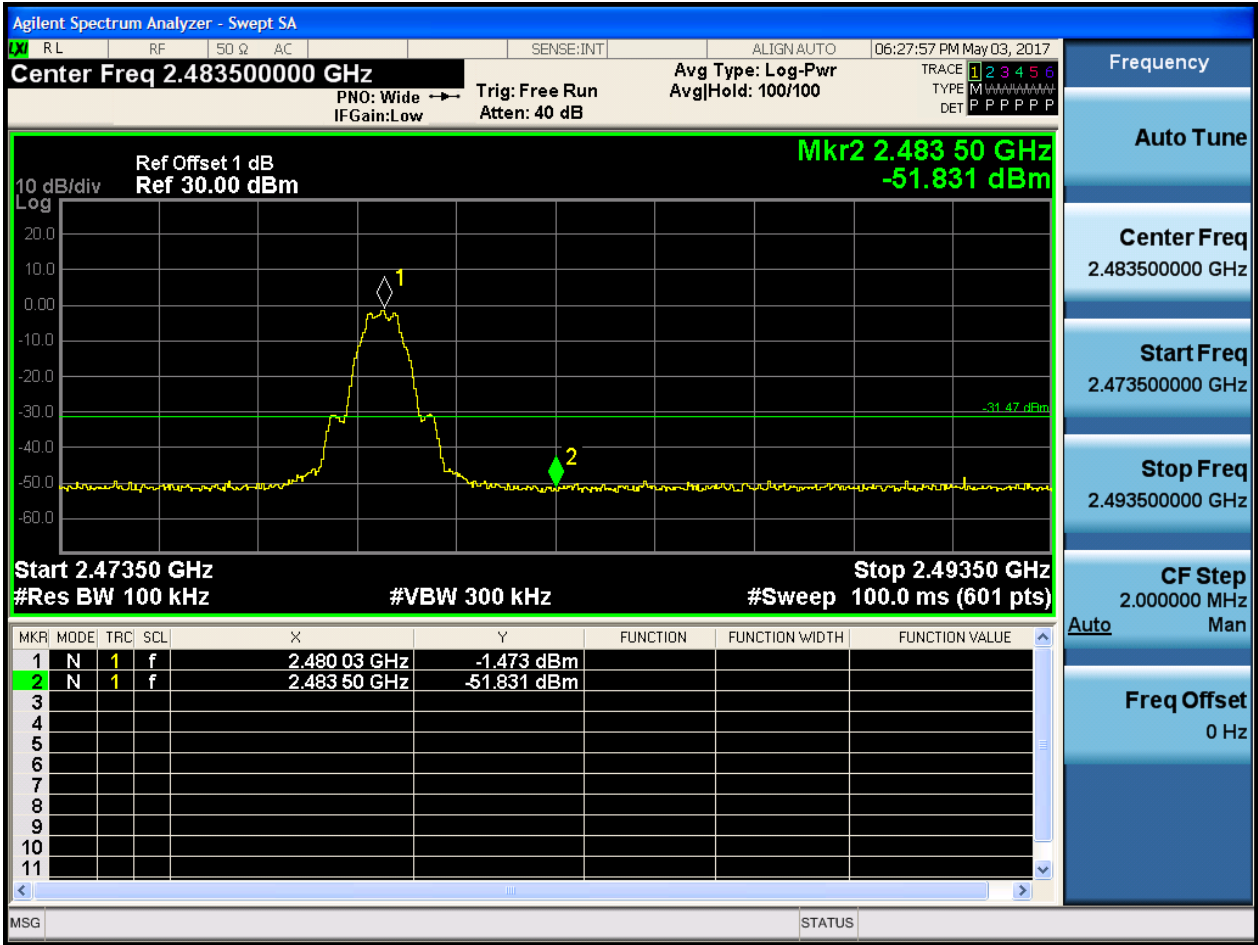 Agilent Spectrum Analyzer - Swept SA
LXI RL RF 50 Ω AC SENSE:INT ALIGN AUTO 06:27:57 PM May 03, 2017
Center Freq 2.483500000 GHz
PNO: Wide
IFGain:Low
Trig: Free Run
Atten: 40 dB
Avg Type: Log-Pwr
Avg|Hold: 100/100
TRACE 1 2 3 4 5 6
TYPE M WWWWW
DET P P P P P P
Frequency
Auto Tune
Center Freq
2.483500000 GHz
Start Freq
2.473500000 GHz
Stop Freq
2.493500000 GHz
CF Step
2.000000 MHz
Auto Man
Freq Offset
0 Hz
Mkr2 2.483 50 GHz
-51.831 dBm
Ref Offset 1 dB
10 dB/div Ref 30.00 dBm
Log
20.0
10.0
0.00
-10.0
-20.0
-30.0
-40.0
-50.0
-60.0
1
-31.47 dBm
2
Start 2.47350 GHz Stop 2.49350 GHz
#Res BW 100 kHz #VBW 300 kHz #Sweep 100.0 ms (601 pts)
MKR MODE TRC SCL X Y FUNCTION FUNCTION WIDTH FUNCTION VALUE
1 N 1 f 2.480 03 GHz -1.473 dBm
2 N 1 f 2.483 50 GHz -51.831 dBm
3
4
5
6
7
8
9
10
11
MSG STATUS